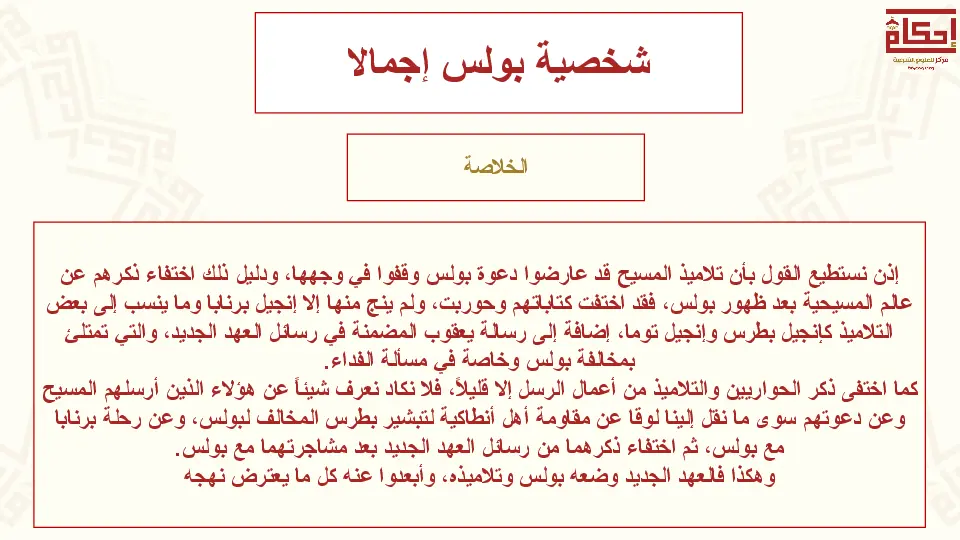 إحكام
مركز للعلوم الشرعية
شخصية بولس إجمالا
الخلاصة
إذن نستطيع القول بأن تلاميذ المسيح قد عارضوا دعوة بولس وقفوا في وجهها، ودليل ذلك اختفاء ذكرهم عن
عالم المسيحية بعد ظهور بولس، فقد اختفت كتاباتهم وحوربت، ولم ينج منها إلا إنجيل برنابا وما ينسب إلى بعض
التلاميذ كإنجيل بطرس وإنجيل توما، إضافة إلى رسالة يعقوب المضمنة في رسائل العهد الجديد، والتي تمتلئ
بمخالفة بولس وخاصة في مسألة الفداء.
كما اختفى ذكر الحواريين والتلاميذ من أعمال الرسل إلا قليلاً، فلا نكاد نعرف شيئاً عن هؤلاء الذين أرسلهم المسيح
وعن دعوتهم سوى ما نقل إلينا لوقا عن مقاومة أهل أنطاكية لتبشير بطرس المخالف لبولس، وعن رحلة برنابا
مع بولس، ثم اختفاء ذكرهما من رسائل العهد الجديد بعد مشاجرتهما مع بولس.
وهكذا فالعهد الجديد وضعه بولس وتلاميذه، وأبعدوا عنه كل ما يعترض نهجه